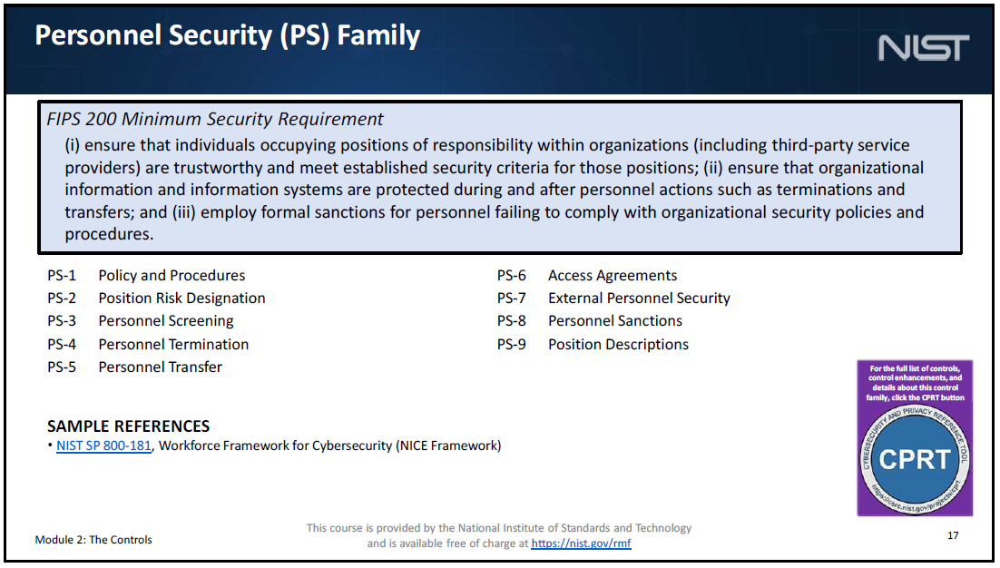 Personnel Security (PS) Family
NIST
FIPS 200 Minimum Security Requirement
(i) ensure that individuals occupying positions of responsibility within organizations (including third-party service
providers) are trustworthy and meet established security criteria for those positions; (ii) ensure that organizational
information and information systems are protected during and after personnel actions such as terminations and
transfers; and (iii) employ formal sanctions for personnel failing to comply with organizational security policies and
procedures.
PS-1 Policy and Procedures
PS-2 Position Risk Designation
PS-3 Personnel Screening
PS-4 Personnel Termination
PS-5 Personnel Transfer
PS-6 Access Agreements
PS-7 External Personnel Security
PS-8 Personnel Sanctions
PS-9 Position Descriptions
SAMPLE REFERENCES
• NIST SP 800-181, Workforce Framework for Cybersecurity (NICE Framework)
For the full list of controls,
control enhancements, and
details about this control
family, click the CPRT button
CYBERSECURITY AND PRIVACY REFERENCE TOOL
CPRT
https://csrc.nist.gov/projects/cprt
Module 2: The Controls
This course is provided by the National Institute of Standards and Technology
and is available free of charge at https://nist.gov/rmf
17